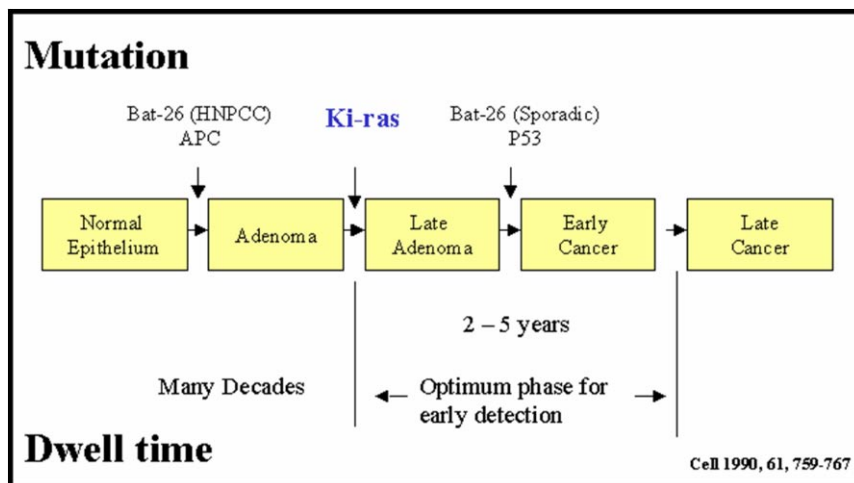 Mutation
Bat-26 (HNPCC)
APC
Ki-ras
Bat-26 (Sporadic)
P53
Normal
Epithelium
Adenoma
Late
Adenoma
Early
Cancer
Late
Cancer
2 – 5 years
Many Decades
Optimum phase for
early detection
Dwell time
Cell 1990, 61, 759-767